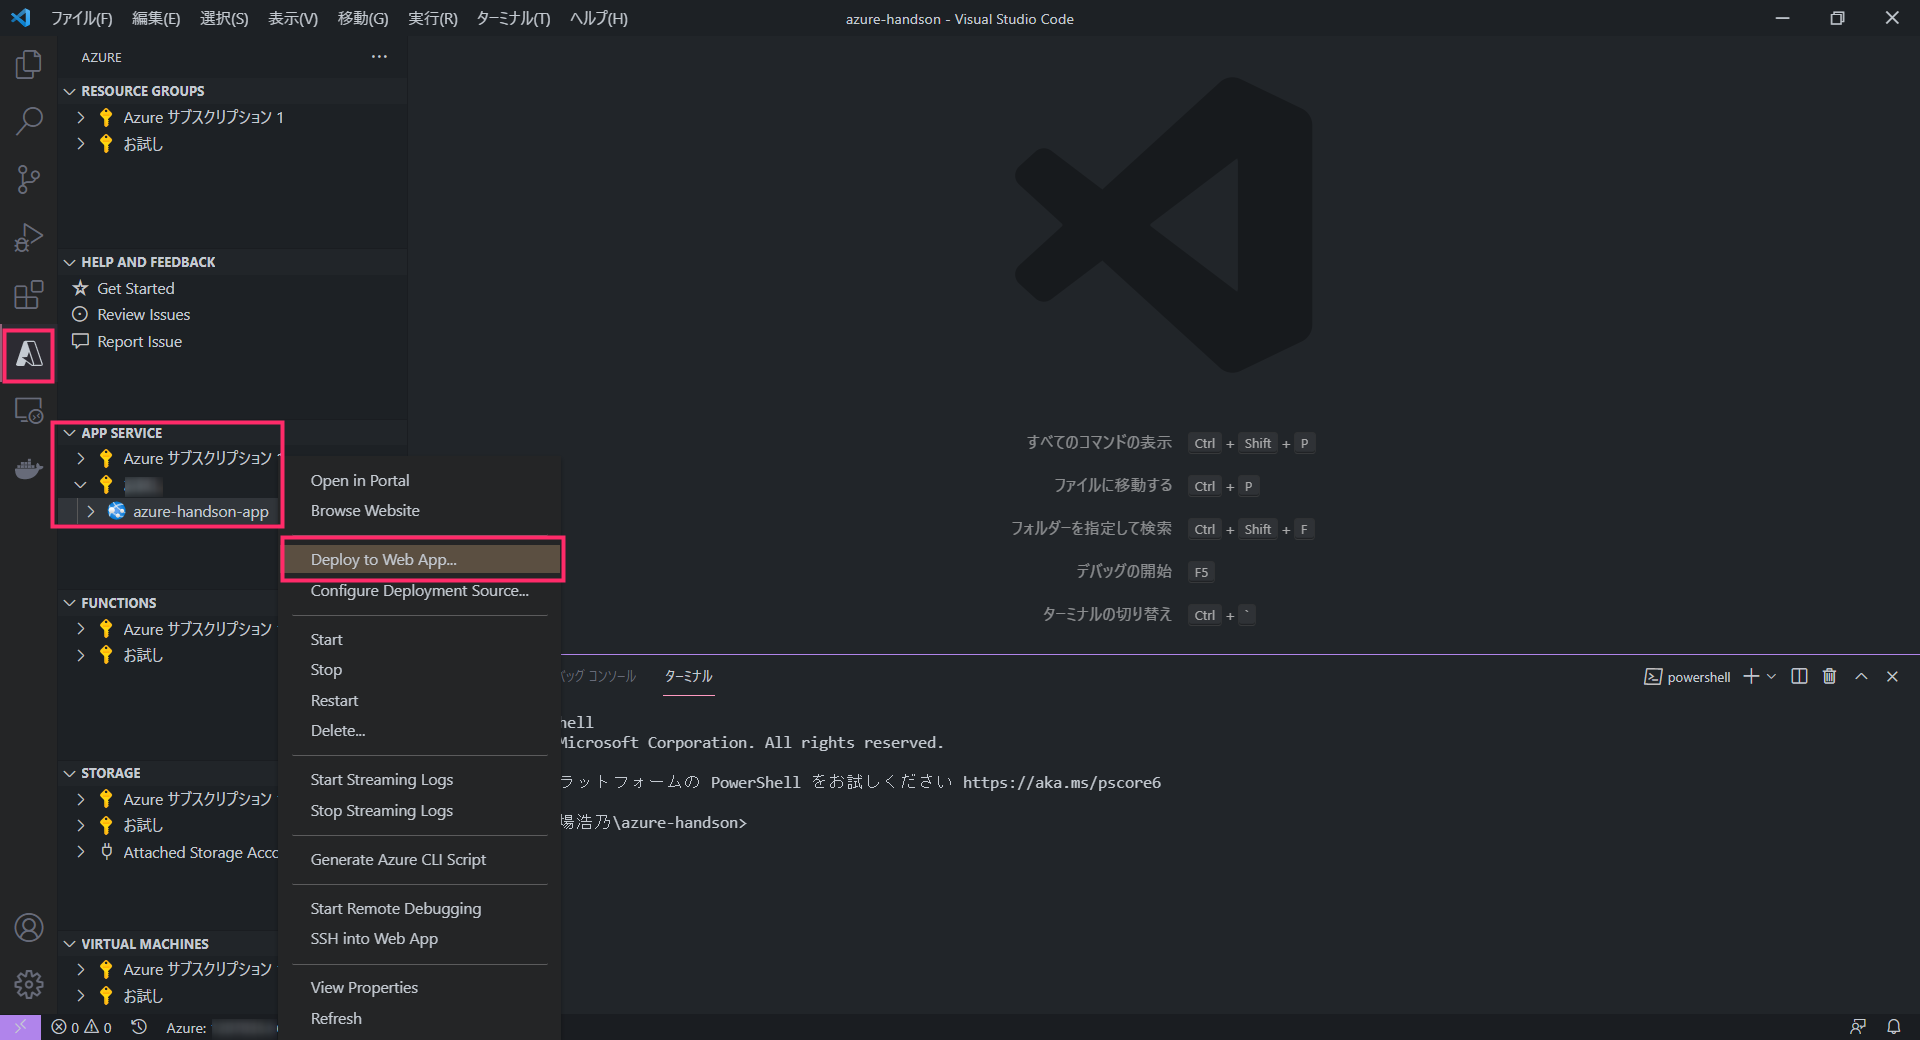 ファイル(F) 編集(E) 選択(S) 表示(V) 移動(G) 実行(R) ターミナル(T) ヘルプ(H)
azure-handson - Visual Studio Code
AZURE
RESOURCE GROUPS
Azure サブスクリプション 1
お試し
HELP AND FEEDBACK
Get Started
Review Issues
Report Issue
APP SERVICE
Azure サブスクリプション
azure-handson-app
FUNCTIONS
Azure サブスクリプション
お試し
STORAGE
Azure サブスクリプション
お試し
Attached Storage Acc
VIRTUAL MACHINES
Azure サブスクリプション
お試し
Open in Portal
Browse Website
Deploy to Web App...
Configure Deployment Source...
Start
Stop
Restart
Delete...
Start Streaming Logs
Stop Streaming Logs
Generate Azure CLI Script
Start Remote Debugging
SSH into Web App
View Properties
Refresh
すべてのコマンドの表示 Ctrl + Shift + P
ファイルに移動する Ctrl + P
フォルダーを指定して検索 Ctrl + Shift + F
デバッグの開始 F5
ターミナルの切り替え Ctrl + `
バッグ コンソール ターミナル
powershell
hell
Microsoft Corporation. All rights reserved.
ラットフォームの PowerShell をお試しください https://aka.ms/pscore6
場浩乃\azure-handson>
0 0 Azure: